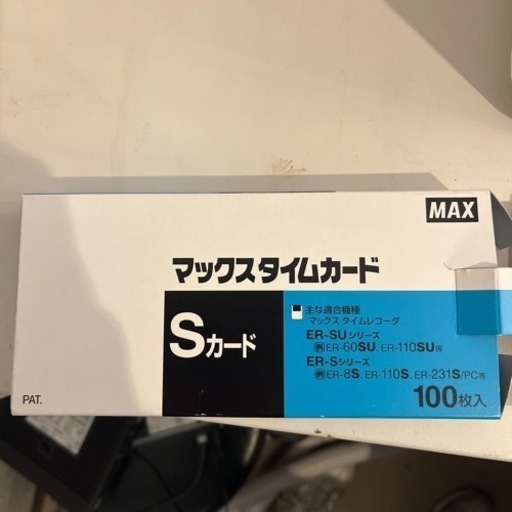 MAX
マックスタイムカード
Sカード
主な適合機種
マックス タイムレコーダ
ER-SUシリーズ
例ER-60SU、ER-110SU等
ER-Sシリーズ
例ER-8S、ER-110S、ER-231S/PC等
PAT.
100枚入